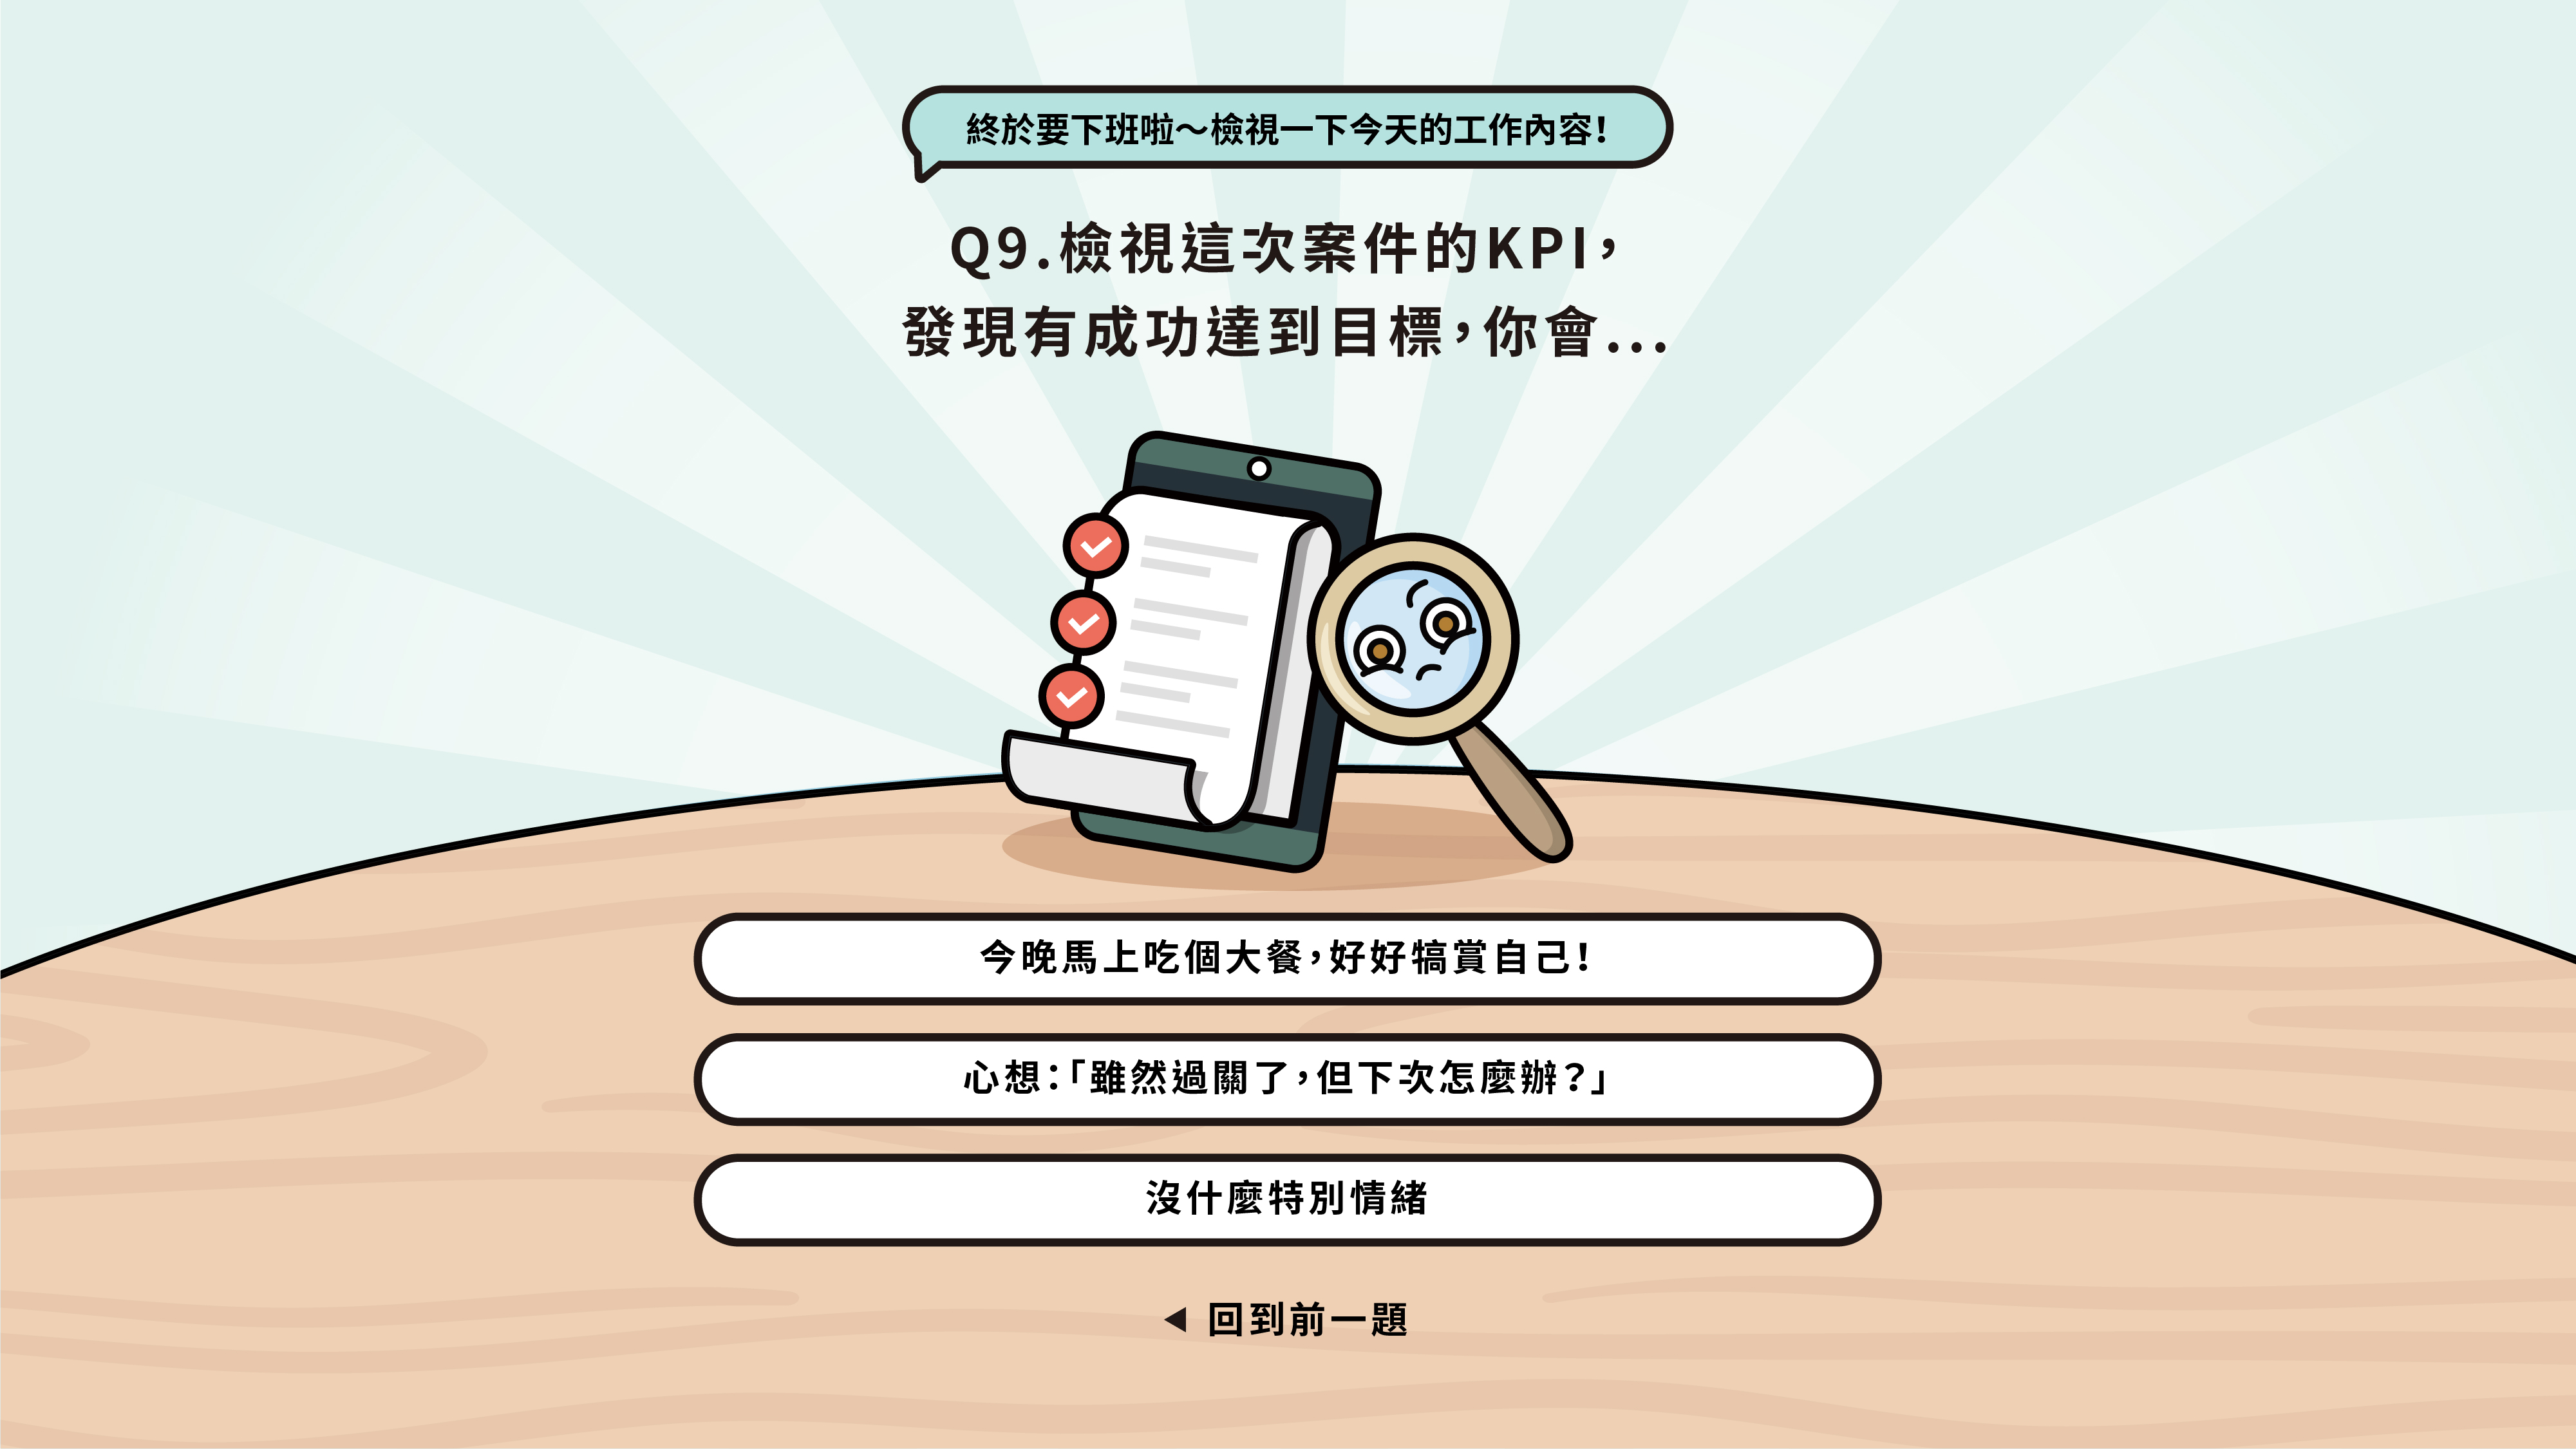 終於要下班啦～檢視一下今天的工作內容！
Q9.檢視這次案件的KPI，
發現有成功達到目標，你會...
今晚馬上吃個大餐，好好犒賞自己！
心想：「雖然過關了，但下次怎麼辦？」
沒什麼特別情緒
◀ 回到前一題